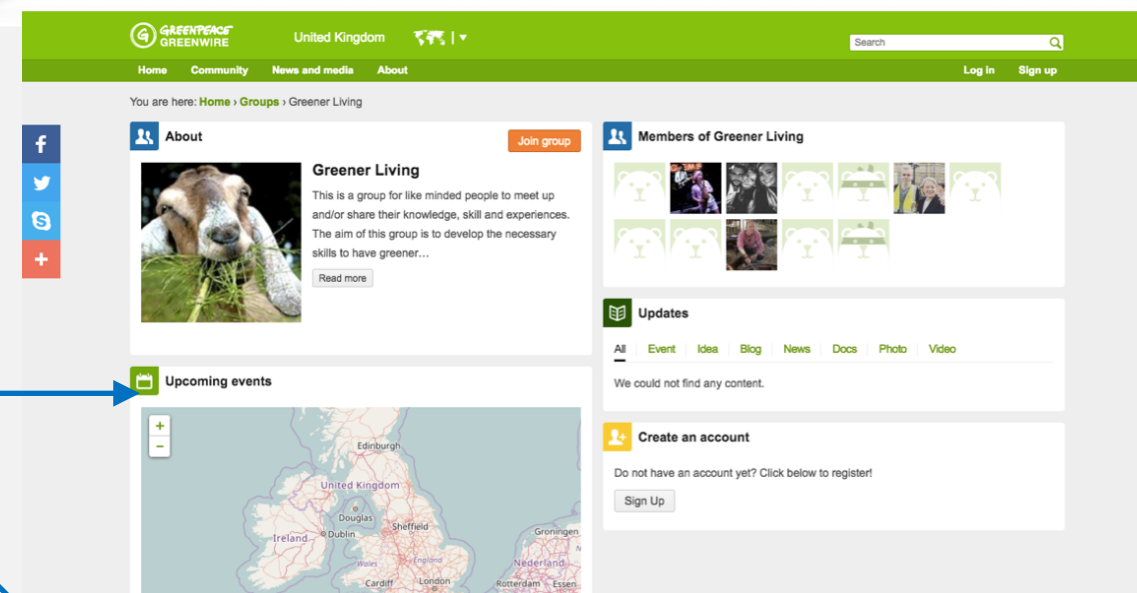 GREENPEACE
GREENWIRE
United Kingdom
Search
Home Community News and media About
Log in Sign up
You are here: Home › Groups › Greener Living
About
Join group
Greener Living
This is a group for like minded people to meet up
and/or share their knowledge, skill and experiences.
The aim of this group is to develop the necessary
skills to have greener...
Read more
Upcoming events
+
−
Edinburgh
United Kingdom
Douglas
Ireland
Dublin
Sheffield
Groningen
Wales
England
Nederland
Cardiff
London
Rotterdam
Essen
Members of Greener Living
Updates
All Event Idea Blog News Docs Photo Video
We could not find any content.
Create an account
Do not have an account yet? Click below to register!
Sign Up